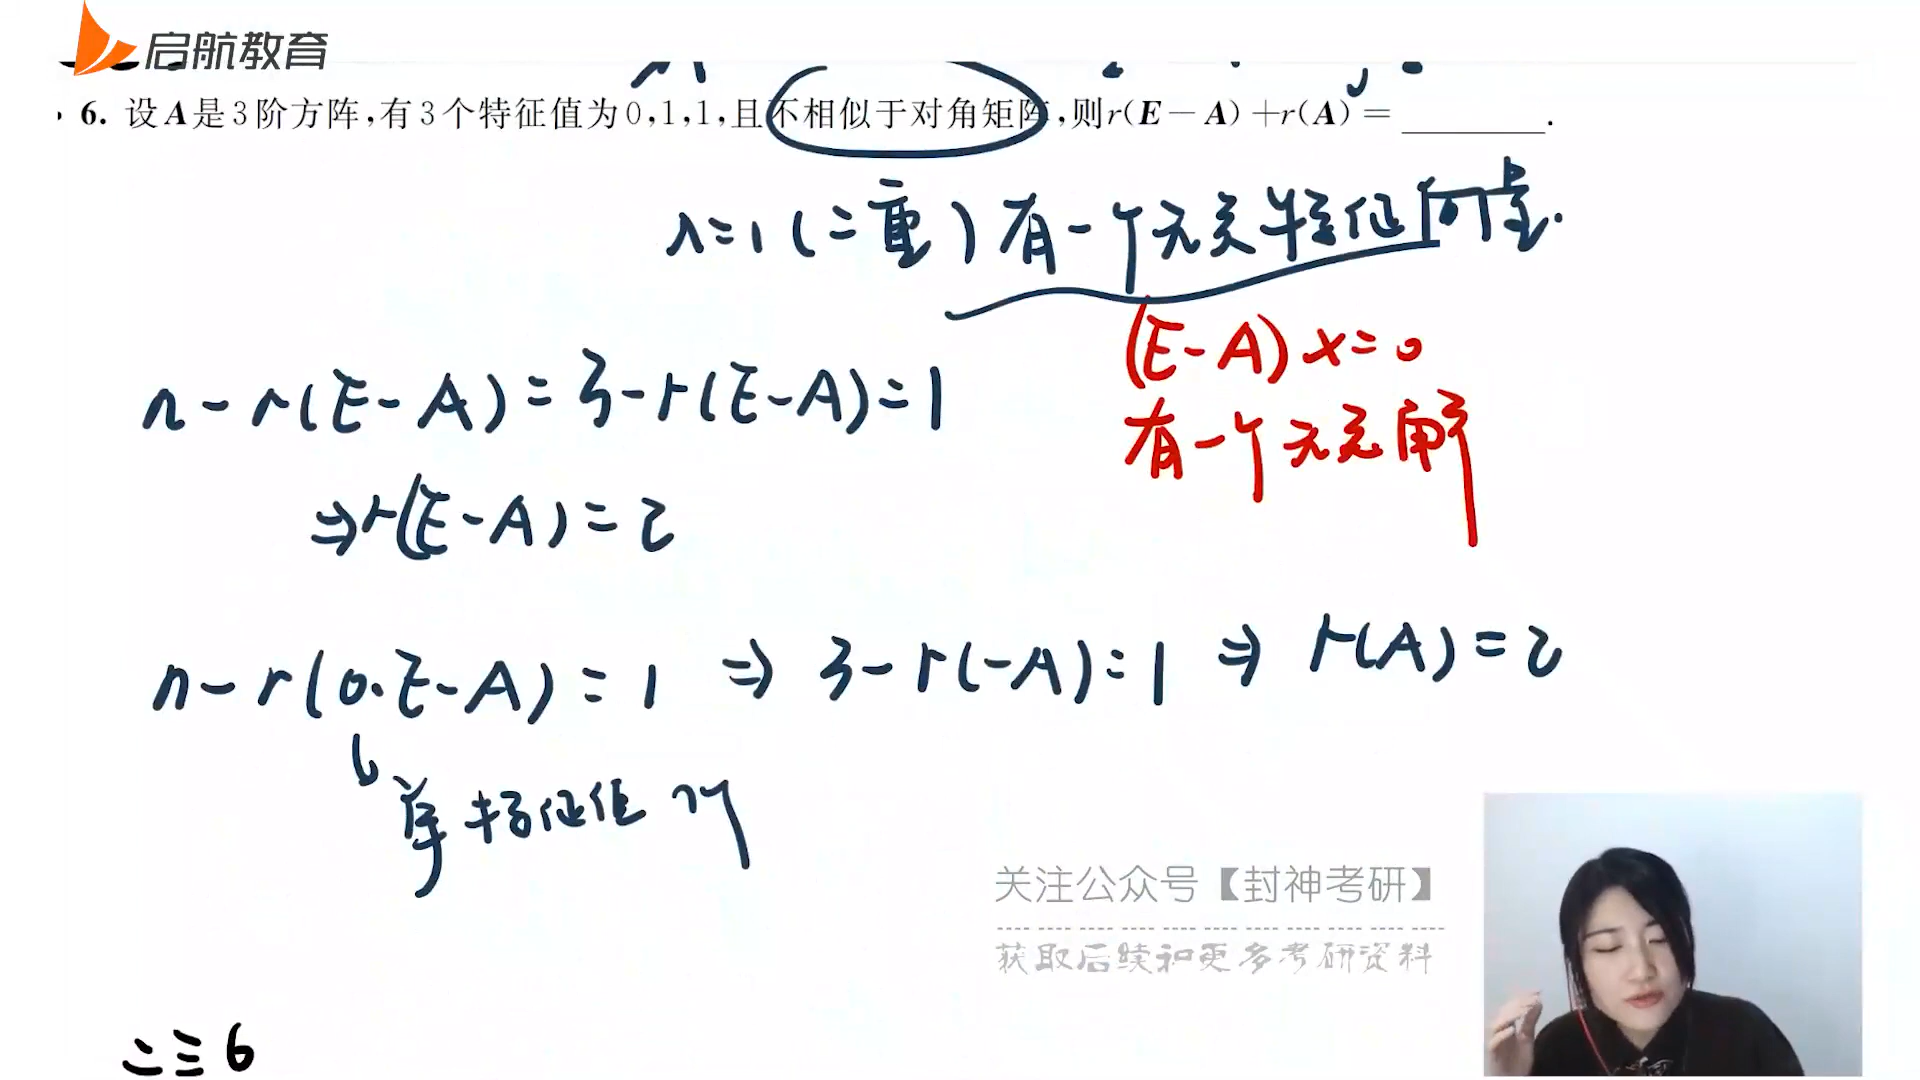 启航教育
6. 设A是3阶方阵,有3个特征值为0,1,1,且不相似于对角矩阵,则r(E-A)+r(A)=________.
λ=1(二重)有一个无关特征向量.
(E-A)x=0
有一个无关解
n-r(E-A)=3-r(E-A)=1
⇒r(E-A)=2
n-r(0·E-A)=1 ⇒ 3-r(-A)=1 ⇒ r(A)=2
单特征值
关注公众号【封神考研】
获取后续和更多考研资料
二三6